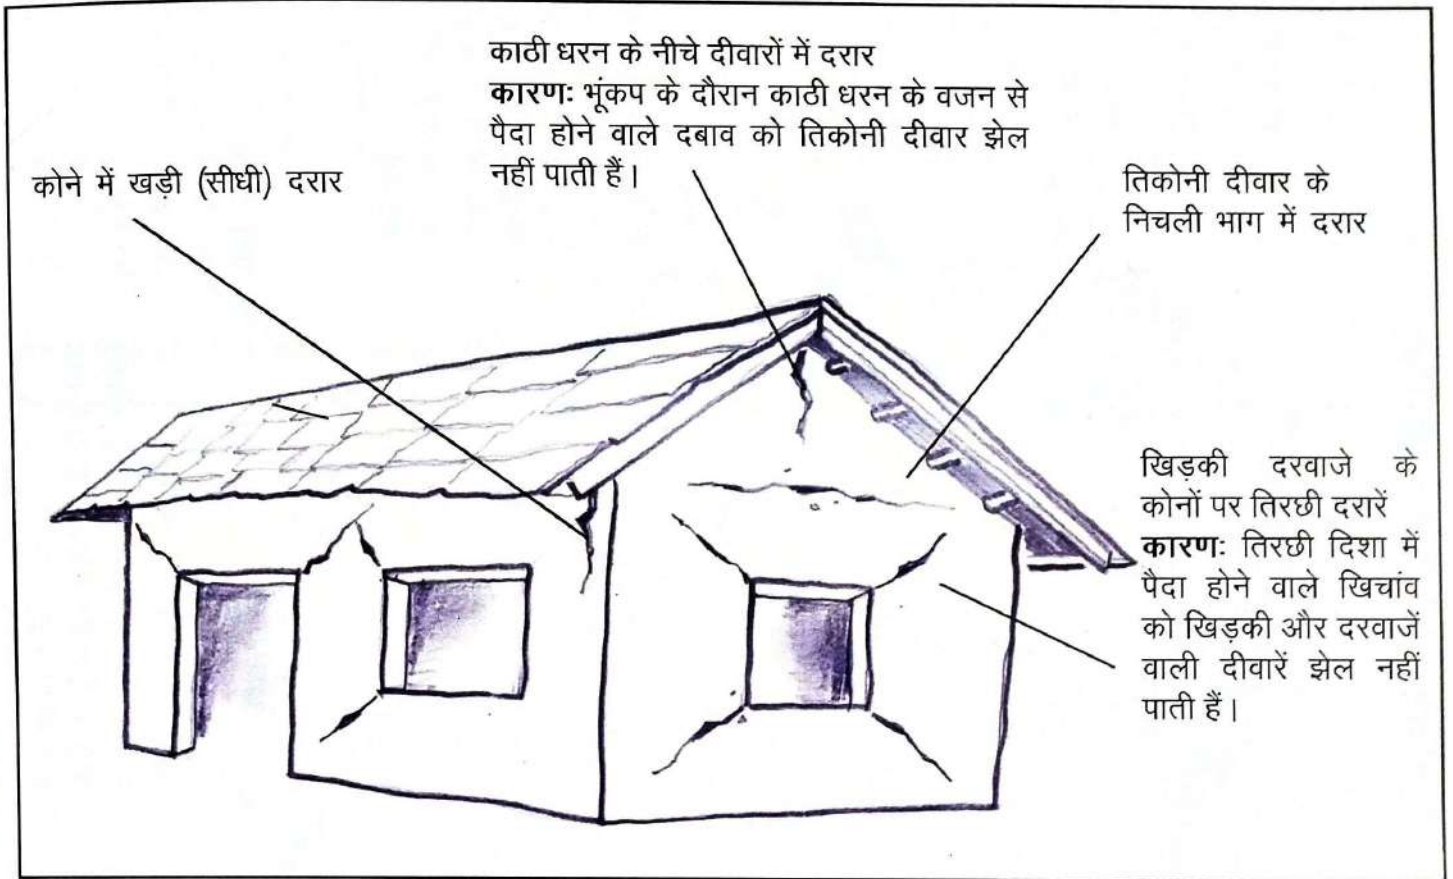 काठी धरन के नीचे दीवारों में दरार
कारणः भूंकप के दौरान काठी धरन के वजन से
पैदा होने वाले दबाव को तिकोनी दीवार झेल
नहीं पाती हैं।
कोने में खड़ी (सीधी) दरार
तिकोनी दीवार के
निचली भाग में दरार
खिड़की दरवाजे के
कोनों पर तिरछी दरारें
कारणः तिरछी दिशा में
पैदा होने वाले खिचांव
को खिड़की और दरवाजें
वाली दीवारें झेल नहीं
पाती हैं।